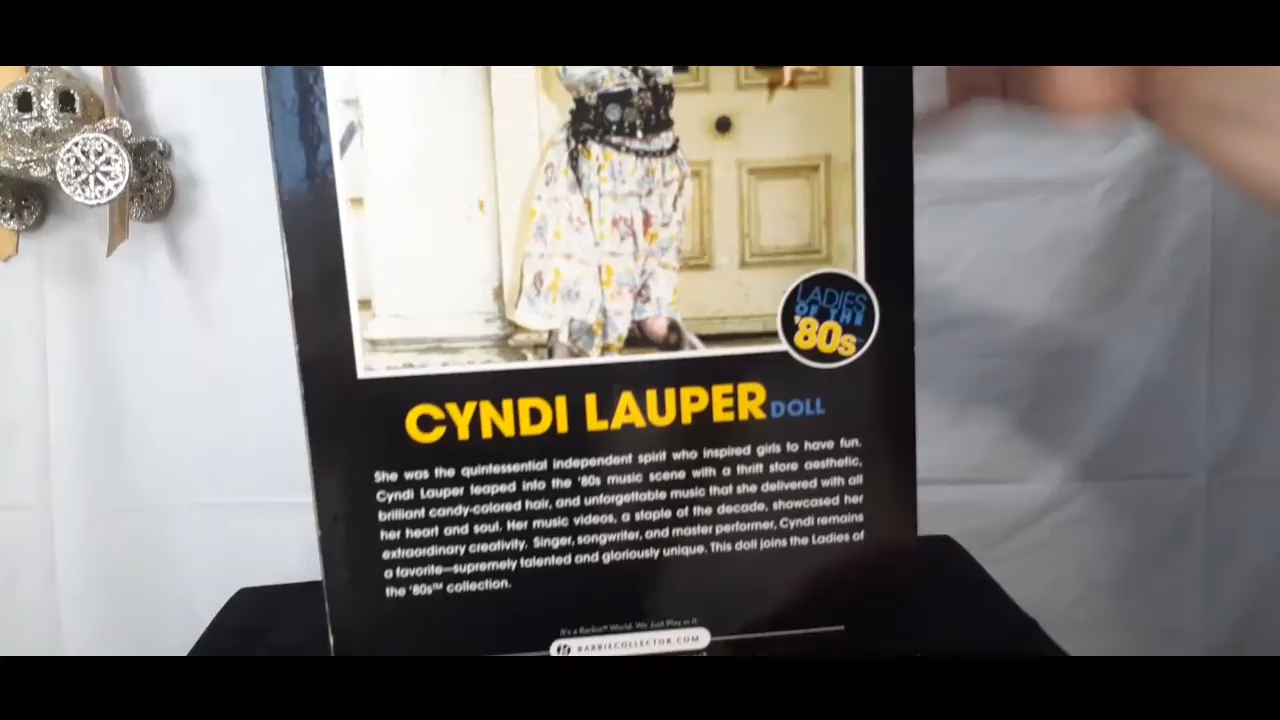 LADIES
OF THE
'80s
CYNDI LAUPER DOLL
She was the quintessential independent spirit who inspired girls to have fun.
Cyndi Lauper leaped into the '80s music scene with a thrift store aesthetic,
brilliant candy-colored hair, and unforgettable music that she delivered with all
her heart and soul. Her music videos, a staple of the decade, showcased her
extraordinary creativity. Singer, songwriter, and master performer, Cyndi remains
a favorite—supremely talented and gloriously unique. This doll joins the Ladies of
the '80s™ collection.
It's a Barbie™ World. We Just Play in it.
BARBIECOLLECTOR.COM